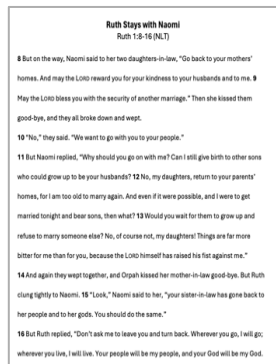 Ruth Stays with Naomi
Ruth 1:8-16 (NLT)
8 But on the way, Naomi said to her two daughters-in-law, "Go back to your mothers'
homes. And may the LORD reward you for your kindness to your husbands and to me. 9
May the LORD bless you with the security of another marriage." Then she kissed them
good-bye, and they all broke down and wept.
10 "No," they said. "We want to go with you to your people."
11 But Naomi replied, "Why should you go on with me? Can I still give birth to other sons
who could grow up to be your husbands? 12 No, my daughters, return to your parents'
homes, for I am too old to marry again. And even if it were possible, and I were to get
married tonight and bear sons, then what? 13 Would you wait for them to grow up and
refuse to marry someone else? No, of course not, my daughters! Things are far more
bitter for me than for you, because the LORD himself has raised his fist against me."
14 And again they wept together, and Orpah kissed her mother-in-law good-bye. But Ruth
clung tightly to Naomi. 15 "Look," Naomi said to her, "your sister-in-law has gone back to
her people and to her gods. You should do the same."
16 But Ruth replied, "Don't ask me to leave you and turn back. Wherever you go, I will go;
wherever you live, I will live. Your people will be my people, and your God will be my God.